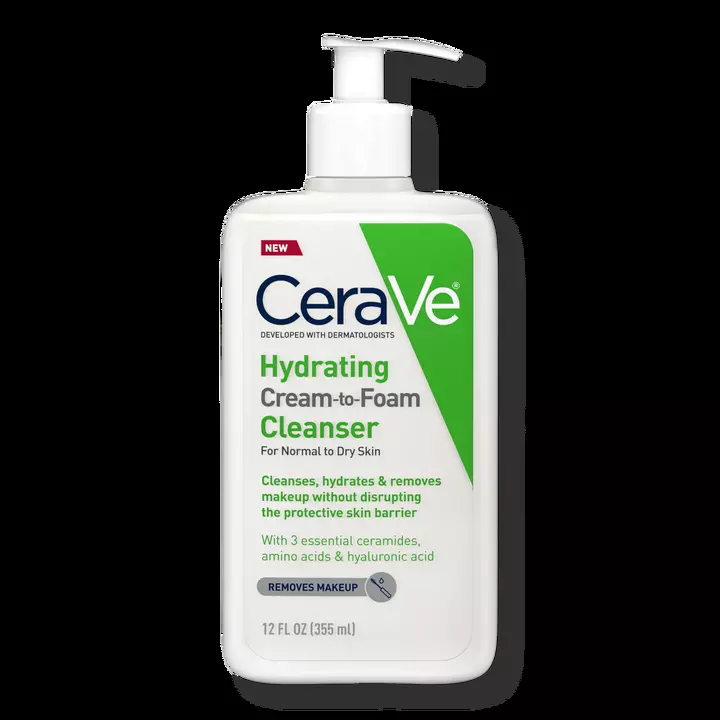 NEW
CeraVe®
DEVELOPED WITH DERMATOLOGISTS
Hydrating
Cream-to-Foam
Cleanser
For Normal to Dry Skin
Cleanses, hydrates & removes
makeup without disrupting
the protective skin barrier
With 3 essential ceramides,
amino acids & hyaluronic acid
REMOVES MAKEUP
12 FL OZ (355 ml)